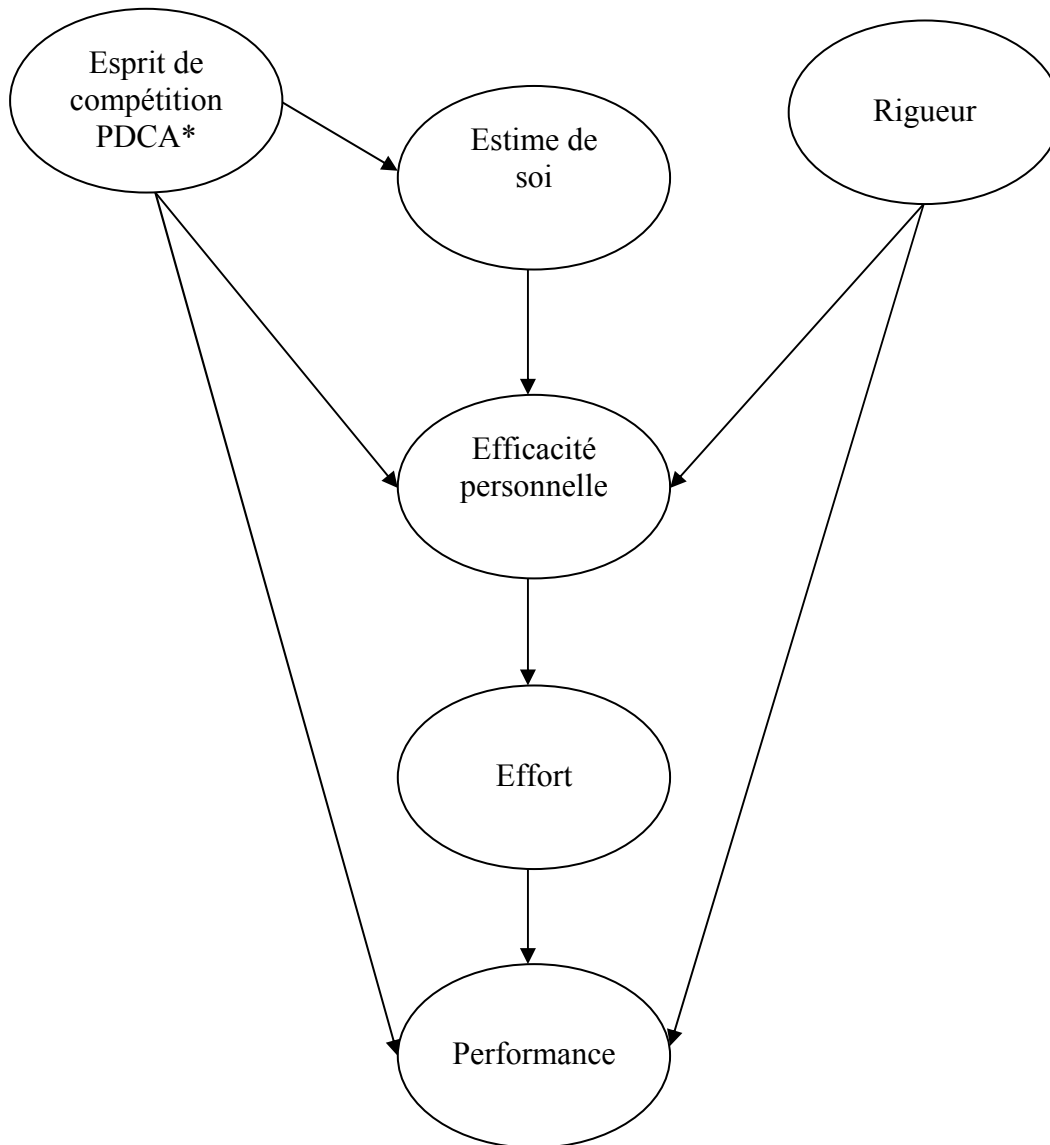 Esprit de
compétition
PDCA*
Estime de
soi
Rigueur
Efficacité
personnelle
Effort
Performance